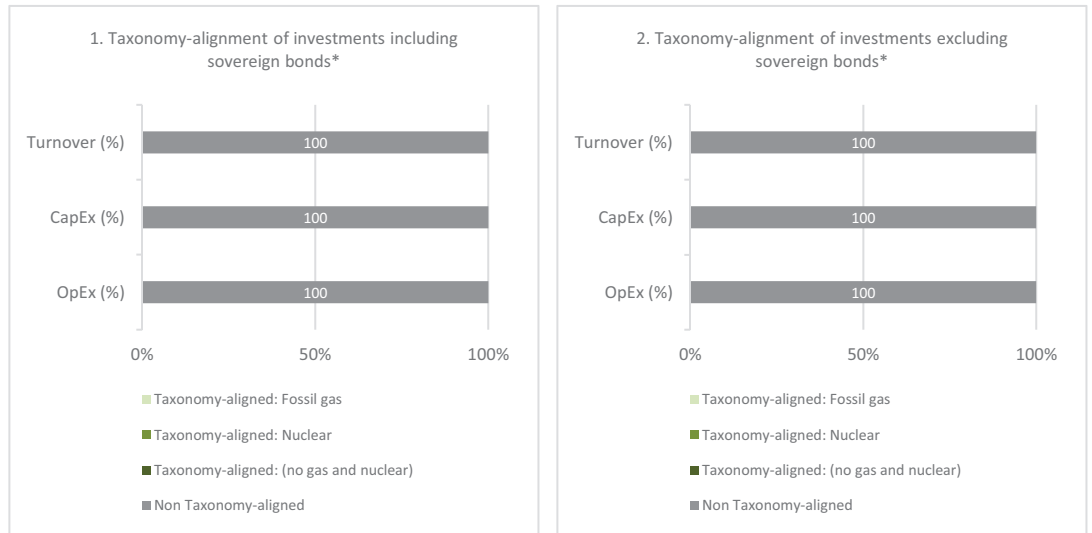 1. Taxonomy-alignment of investments including
sovereign bonds*
Turnover (%)
100
CapEx (%)
100
OpEx (%)
100
0%
50%
100%
Taxonomy-aligned: Fossil gas
Taxonomy-aligned: Nuclear
Taxonomy-aligned: (no gas and nuclear)
Non Taxonomy-aligned
2. Taxonomy-alignment of investments excluding
sovereign bonds*
Turnover (%)
100
CapEx (%)
100
OpEx (%)
100
0%
50%
100%
Taxonomy-aligned: Fossil gas
Taxonomy-aligned: Nuclear
Taxonomy-aligned: (no gas and nuclear)
Non Taxonomy-aligned